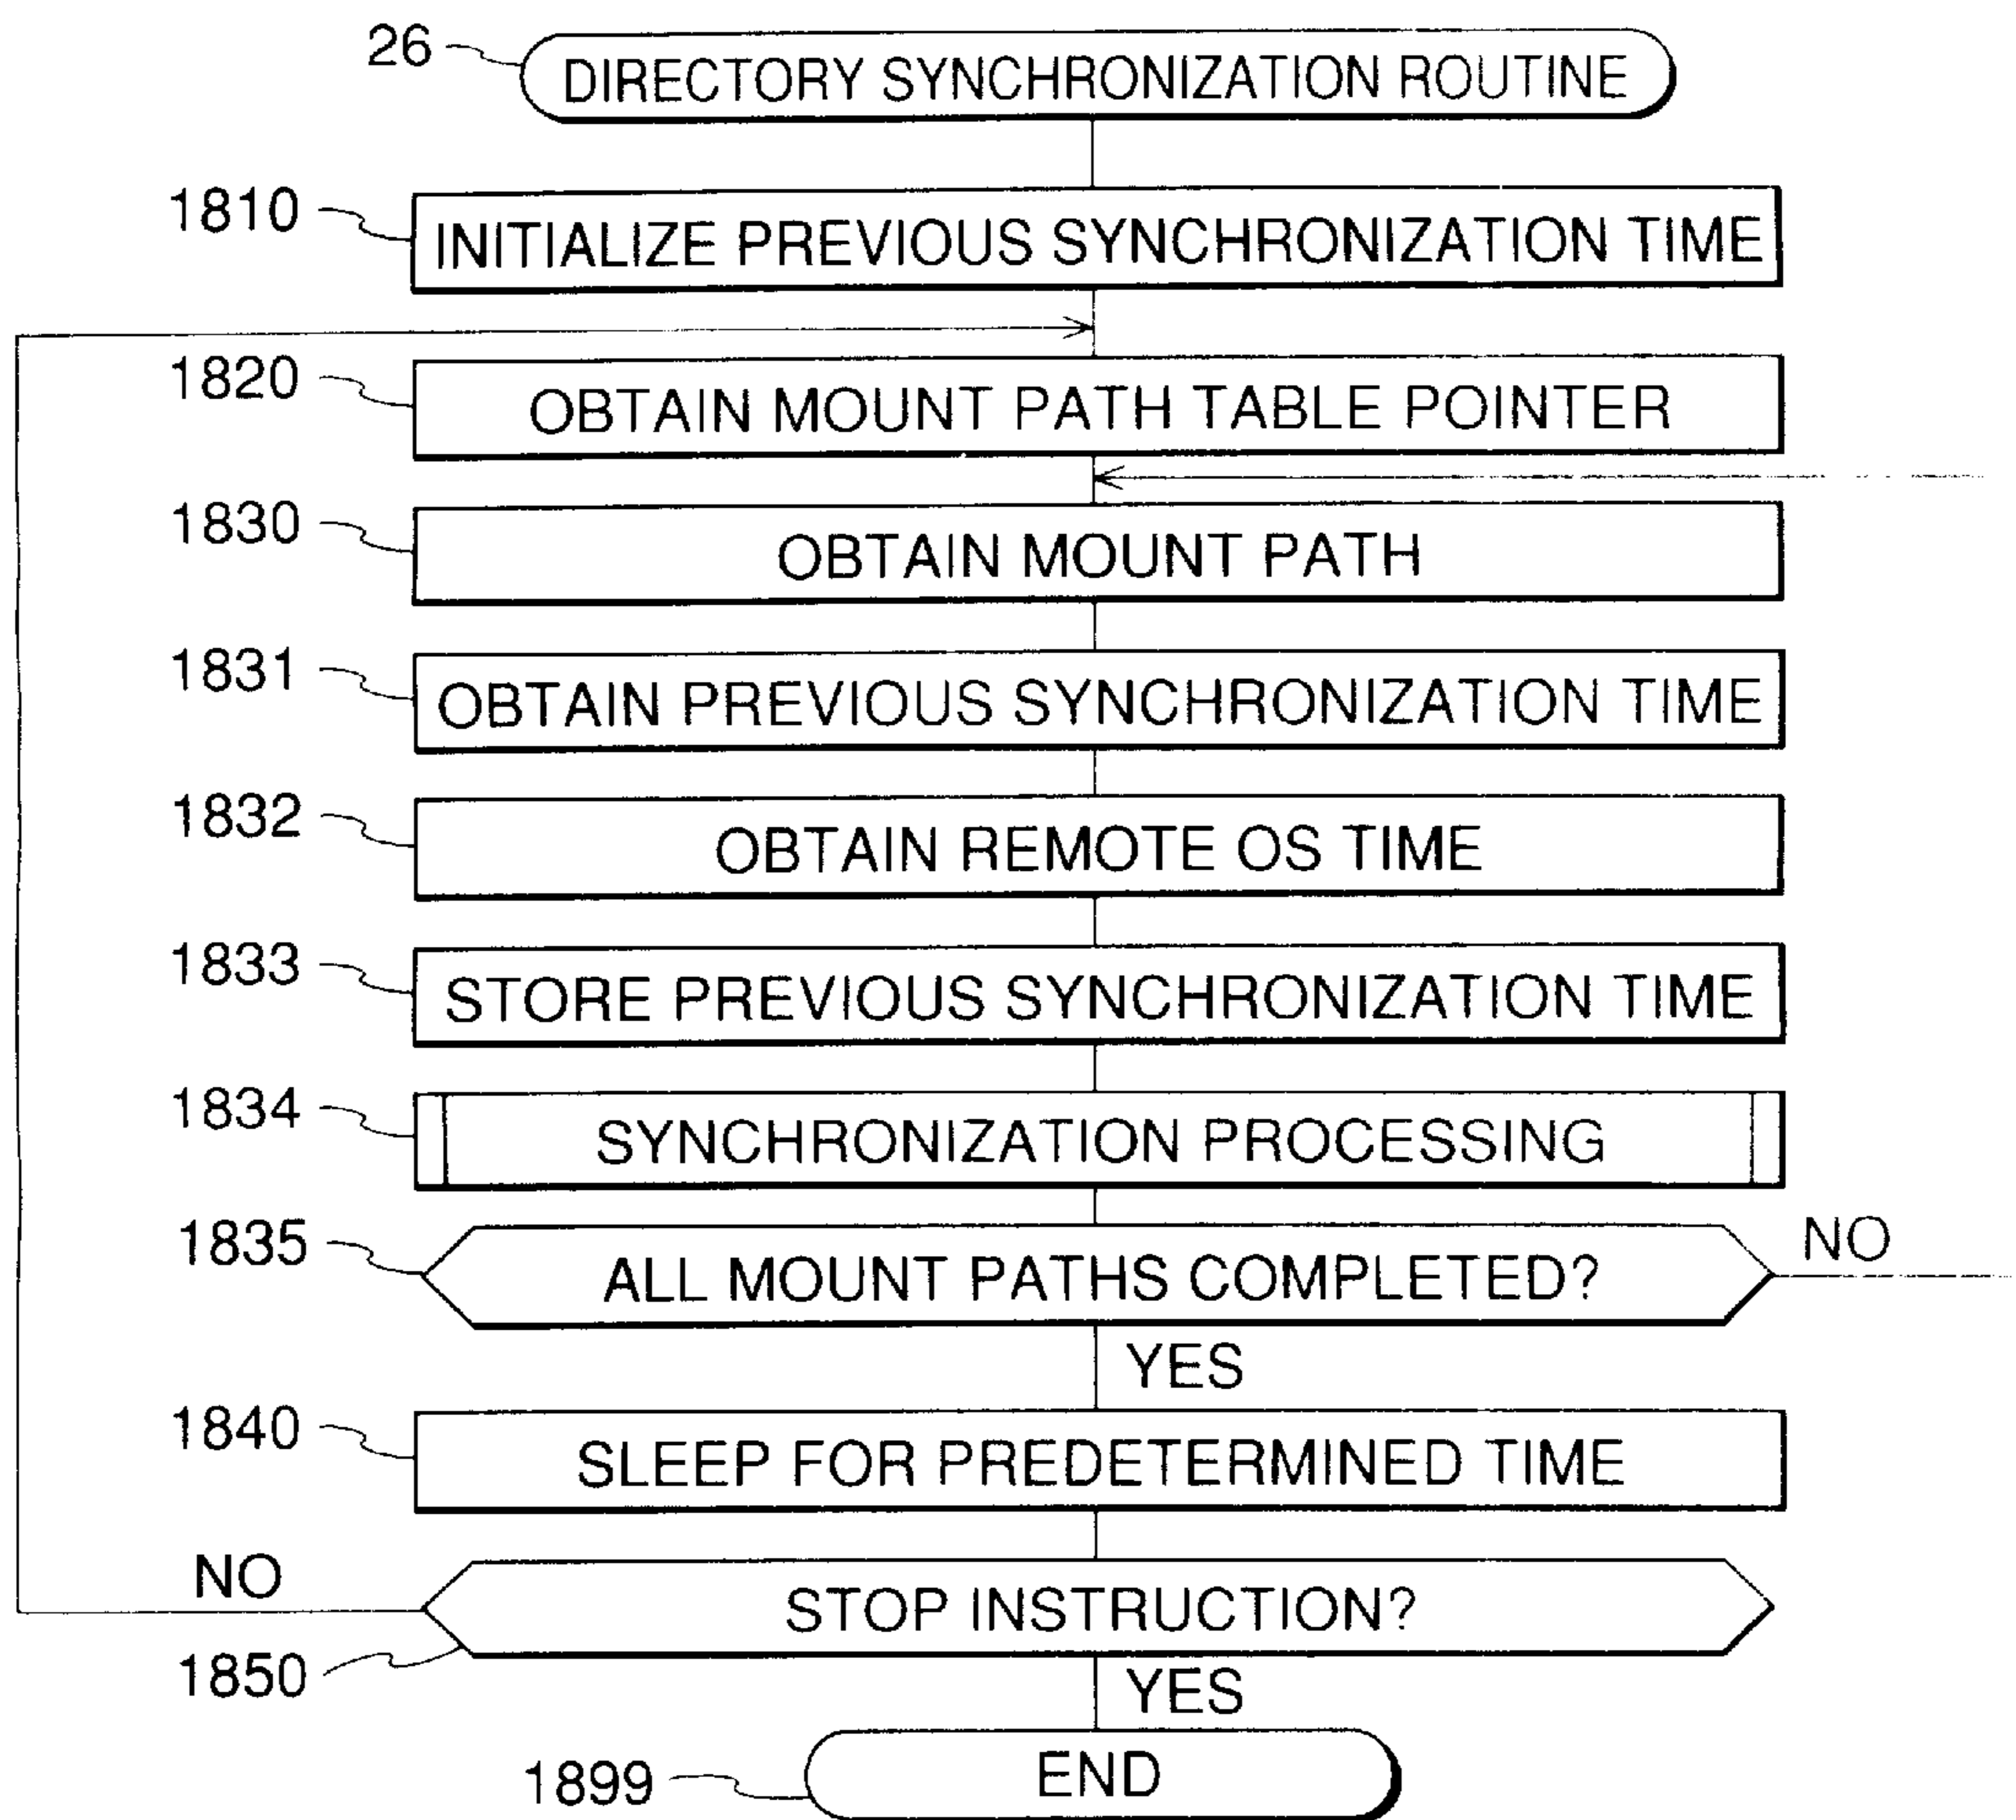 26
DIRECTORY SYNCHRONIZATION ROUTINE
1810
INITIALIZE PREVIOUS SYNCHRONIZATION TIME
1820
OBTAIN MOUNT PATH TABLE POINTER
1830
OBTAIN MOUNT PATH
1831
OBTAIN PREVIOUS SYNCHRONIZATION TIME
1832
OBTAIN REMOTE OS TIME
1833
STORE PREVIOUS SYNCHRONIZATION TIME
1834
SYNCHRONIZATION PROCESSING
1835
ALL MOUNT PATHS COMPLETED?
NO
YES
1840
SLEEP FOR PREDETERMINED TIME
NO
STOP INSTRUCTION?
1850
YES
1899
END